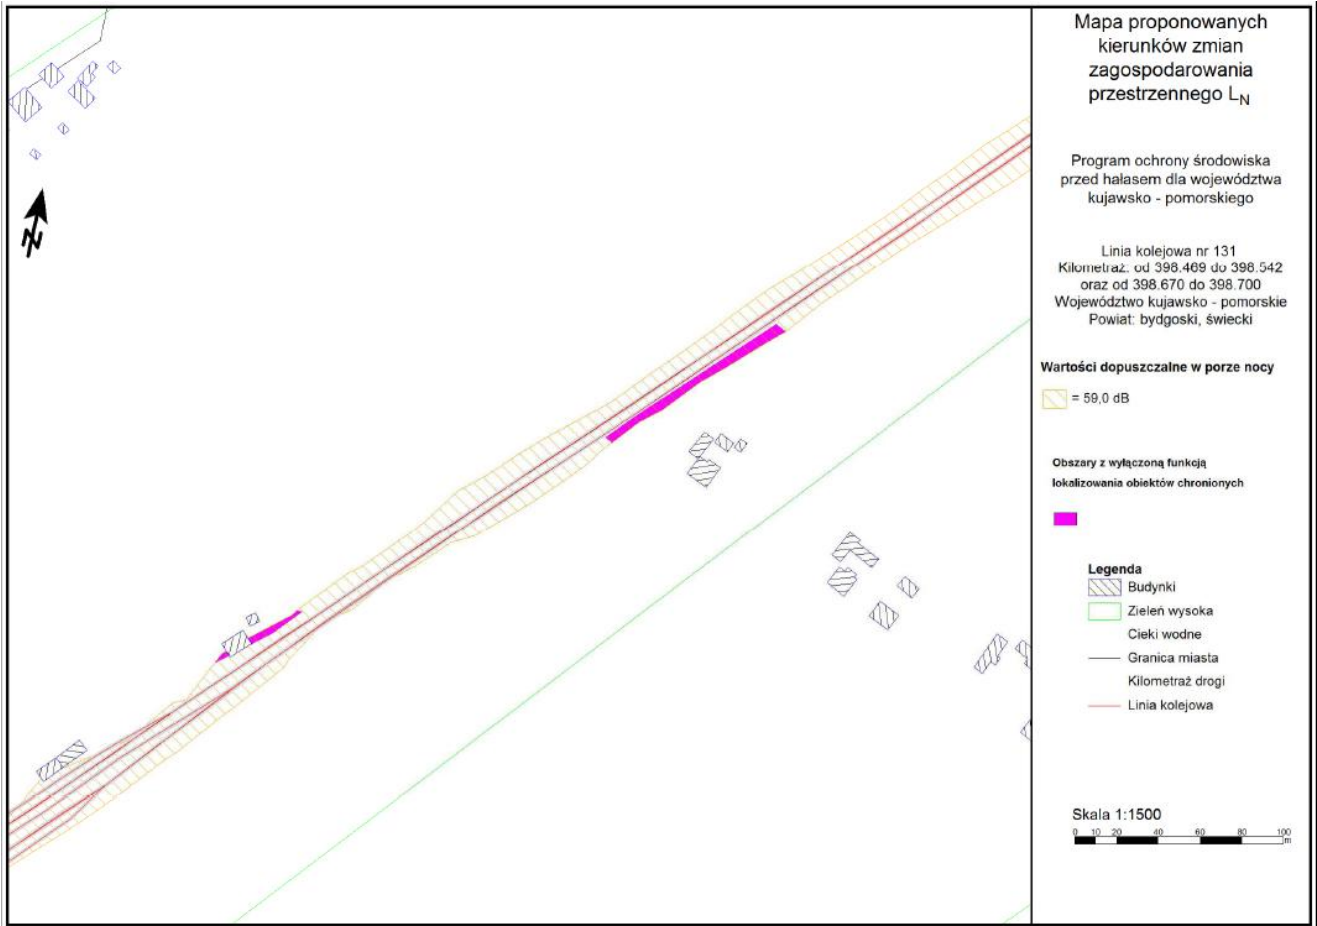 Mapa proponowanych
kierunków zmian
zagospodarowania
przestrzennego LN
Program ochrony środowiska
przed hałasem dla województwa
kujawsko - pomorskiego
Linia kolejowa nr 131
Kilometraż: od 398.469 do 398.542
oraz od 398.670 do 398.700
Województwo kujawsko - pomorskie
Powiat: bydgoski, świecki
Wartości dopuszczalne w porze nocy
= 59,0 dB
Obszary z wyłączoną funkcją
lokalizowania obiektów chronionych
Legenda
Budynki
Zieleń wysoka
Cieki wodne
Granica miasta
Kilometraż drogi
Linia kolejowa
Skala 1:1500
0 10 20 40 60 80 100
m
N